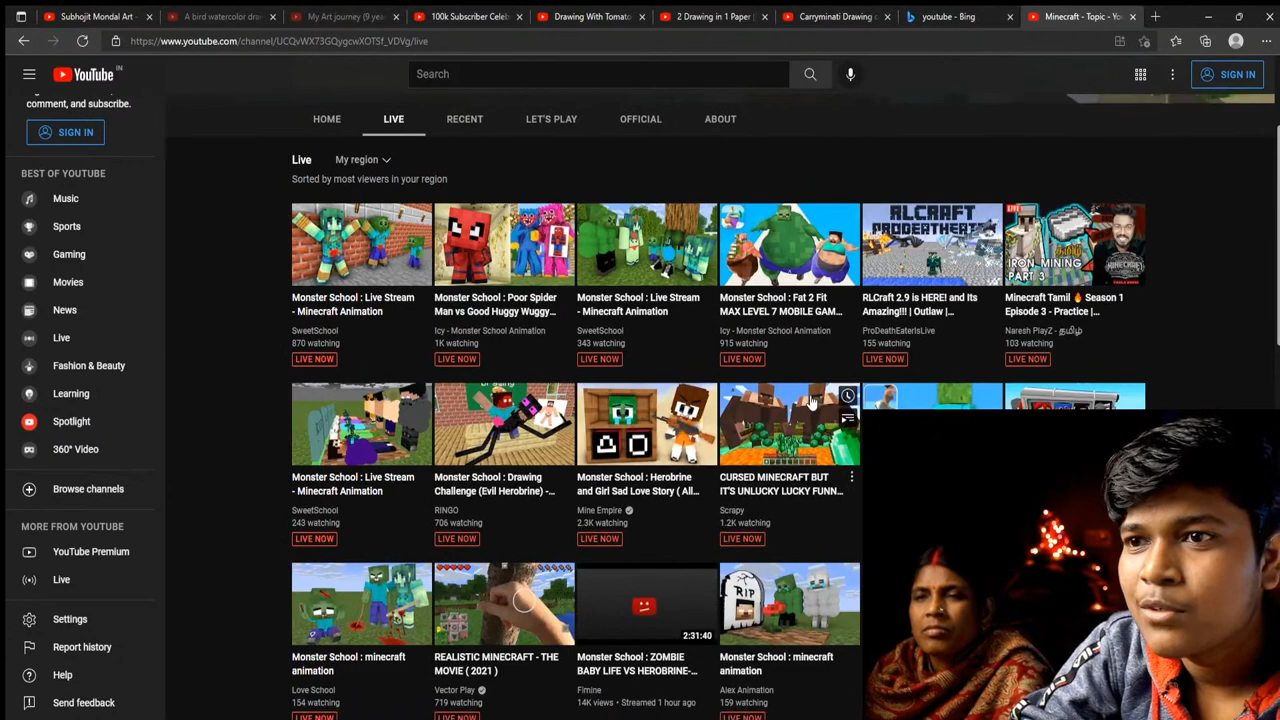 Subhojit Mondal Art -
A bird watercolor dra
My Art journey (9 yea
100k Subscriber Celeb
Drawing With Tomato
2 Drawing in 1 Paper |
Carryminati Drawing o
youtube - Bing
Minecraft - Topic - Yo
https://www.youtube.com/channel/UCQvWX73GQygcwXOTSf_VDVg/live
YouTube IN
Search
SIGN IN
comment, and subscribe.
SIGN IN
HOME
LIVE
RECENT
LET'S PLAY
OFFICIAL
ABOUT
Live
My region
Sorted by most viewers in your region
BEST OF YOUTUBE
Music
Sports
Gaming
Movies
News
Live
Fashion & Beauty
Learning
Spotlight
360° Video
Browse channels
MORE FROM YOUTUBE
YouTube Premium
Live
Settings
Report history
Help
Send feedback
RLCRAFT
PRODEATHEATER
LIVE
தமிழ்
IRON MINING
PART 3
MINECRAFT
Monster School : Live Stream
- Minecraft Animation
SweetSchool
870 watching
LIVE NOW
Monster School : Poor Spider
Man vs Good Huggy Wuggy...
Icy - Monster School Animation
1K watching
LIVE NOW
Monster School : Live Stream
- Minecraft Animation
SweetSchool
343 watching
LIVE NOW
Monster School : Fat 2 Fit
MAX LEVEL 7 MOBILE GAM...
Icy - Monster School Animation
915 watching
LIVE NOW
RLCraft 2.9 is HERE! and Its
Amazing!!! | Outlaw |...
ProDeathEaterIsLive
155 watching
LIVE NOW
Minecraft Tamil 🔥 Season 1
Episode 3 - Practice |...
Naresh PlayZ - தமிழ்
103 watching
LIVE NOW
Monster School : Live Stream
- Minecraft Animation
SweetSchool
243 watching
LIVE NOW
Monster School : Drawing
Challenge (Evil Herobrine) -...
RINGO
706 watching
LIVE NOW
Monster School : Herobrine
and Girl Sad Love Story ( All...
Mine Empire
2.3K watching
LIVE NOW
CURSED MINECRAFT BUT
IT'S UNLUCKY LUCKY FUNN...
Scrapy
1.2K watching
LIVE NOW
2:31:40
RIP
Monster School : minecraft
animation
Love School
154 watching
LIVE NOW
REALISTIC MINECRAFT - THE
MOVIE ( 2021 )
Vector Play
719 watching
LIVE NOW
Monster School : ZOMBIE
BABY LIFE VS HEROBRINE-...
Fimine
14K views • Streamed 1 hour ago
Monster School : minecraft
animation
Alex Animation
159 watching
LIVE NOW